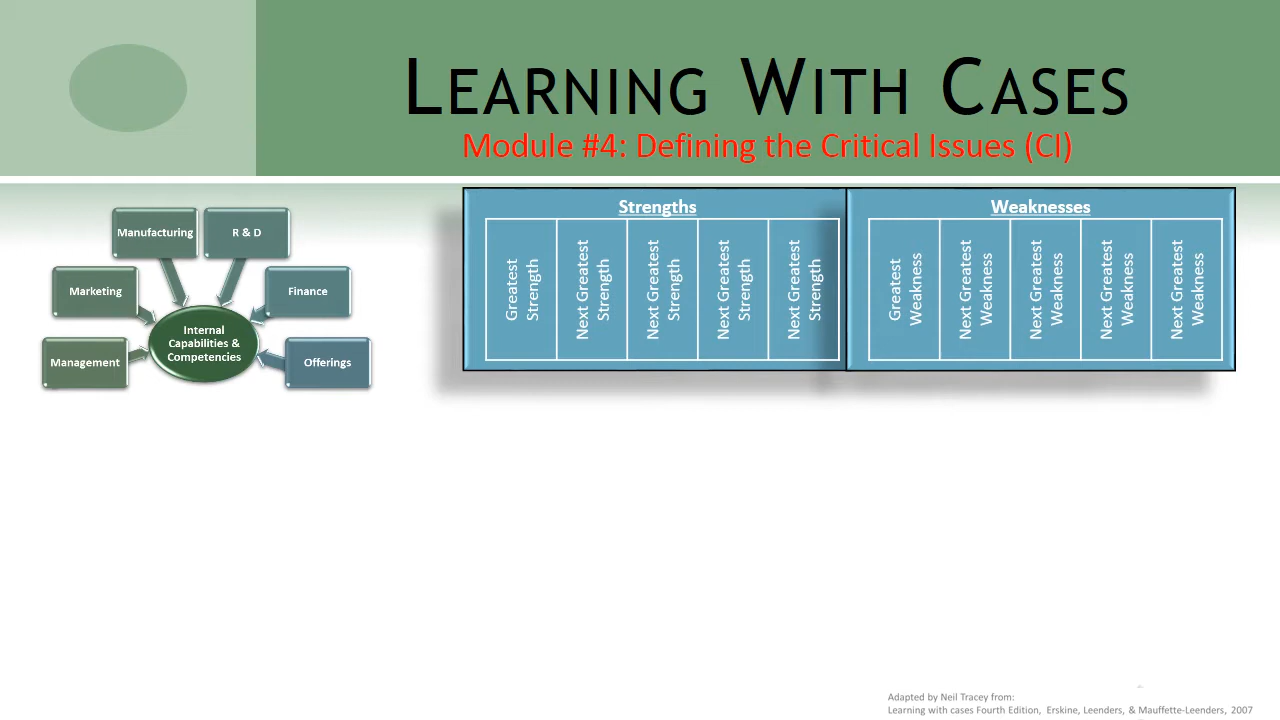 LEARNING WITH CASES
Module #4: Defining the Critical Issues (CI)
Manufacturing
R & D
Marketing
Finance
Internal
Capabilities &
Competencies
Management
Offerings
Strengths
Greatest
Strength
Next Greatest
Strength
Next Greatest
Strength
Next Greatest
Strength
Next Greatest
Strength
Weaknesses
Greatest
Weakness
Next Greatest
Weakness
Next Greatest
Weakness
Next Greatest
Weakness
Next Greatest
Weakness
Adapted by Neil Tracey from:
Learning with cases Fourth Edition, Erskine, Leenders, & Mauffette-Leenders, 2007